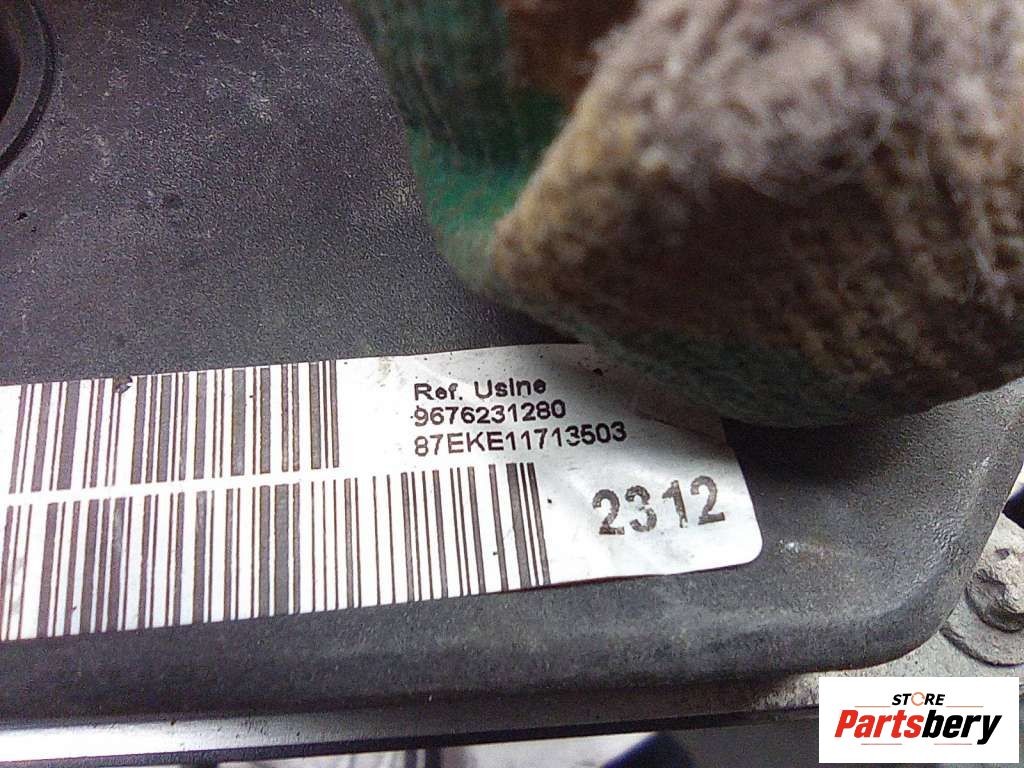 Ref. Usine
9676231280
87EKE11713503
2312
STORE
Partsbery